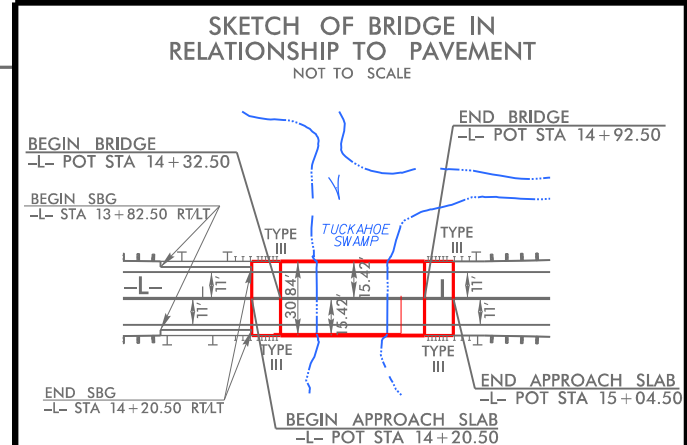 SKETCH OF BRIDGE IN
RELATIONSHIP TO PAVEMENT
NOT TO SCALE
END BRIDGE
-L- POT STA 14+92.50
BEGIN BRIDGE
-L- POT STA 14+32.50
BEGIN SBG
-L- STA 13+82.50 RT/LT
TUCKAHOE
SWAMP
TYPE
III
TYPE
III
-L-
11'
11'
30.84'
15.42'
15.42'
11'
11'
TYPE
III
TYPE
III
END SBG
-L- STA 14+20.50 RT/LT
END APPROACH SLAB
-L- POT STA 15+04.50
BEGIN APPROACH SLAB
-L- POT STA 14+20.50